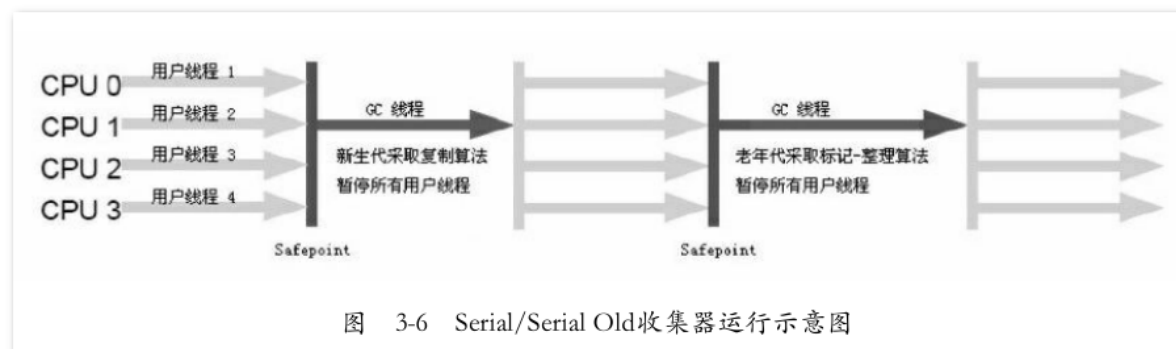 CPU 0 用户线程 1
CPU 1 用户线程 2
CPU 2 用户线程 3
CPU 3 用户线程 4
Safepoint
GC 线程
新生代采取复制算法
暂停所有用户线程
Safepoint
GC 线程
老年代采取标记-整理算法
暂停所有用户线程
图 3-6 Serial/Serial Old收集器运行示意图